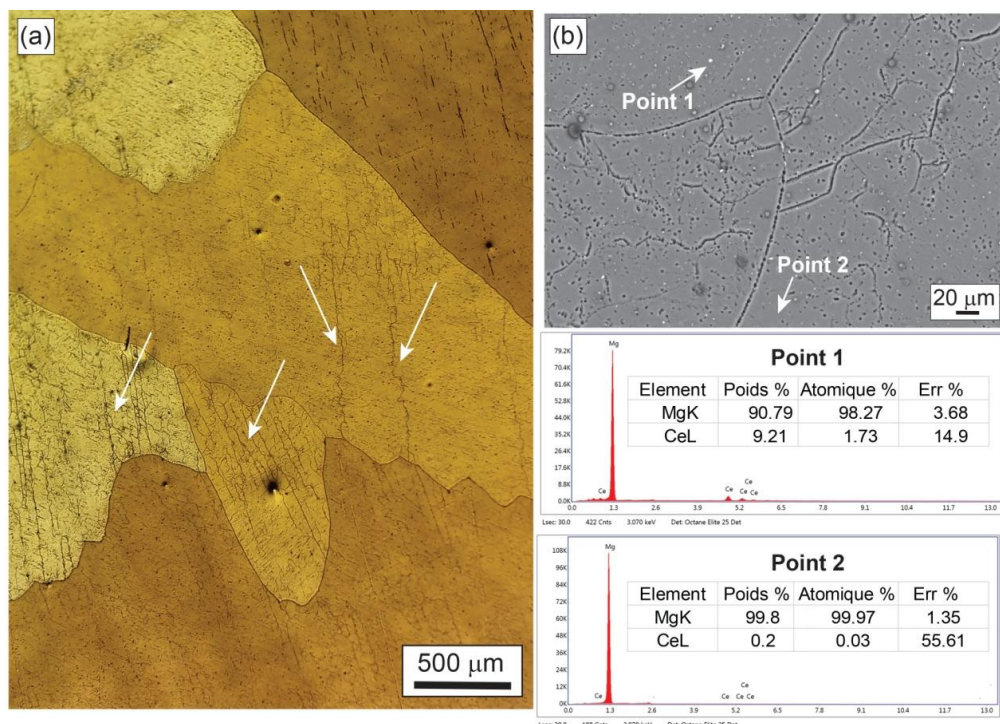 (a)
500 μm
(b)
Point 1
Point 2
20 μm
Point 1
Element Poids % Atomique % Err %
MgK 90.79 98.27 3.68
CeL 9.21 1.73 14.9
79.2K
70.4K
61.6K
52.8K
44.0K
35.2K
26.4K
17.6K
8.8K
0.0K
Mg
Ce
Ce
Ce
Ce Ce
0.0 1.3 2.6 3.9 5.2 6.5 7.8 9.1 10.4 11.7 13.0
Lsec: 30.0 422 Cnts 3.070 keV Det: Octane Elite 25 Det
Point 2
Element Poids % Atomique % Err %
MgK 99.8 99.97 1.35
CeL 0.2 0.03 55.61
108K
96K
84K
72K
60K
48K
36K
24K
12K
0K
Mg
Ce
Ce
Ce Ce Ce
0.0 1.3 2.6 3.9 5.2 6.5 7.8 9.1 10.4 11.7 13.0